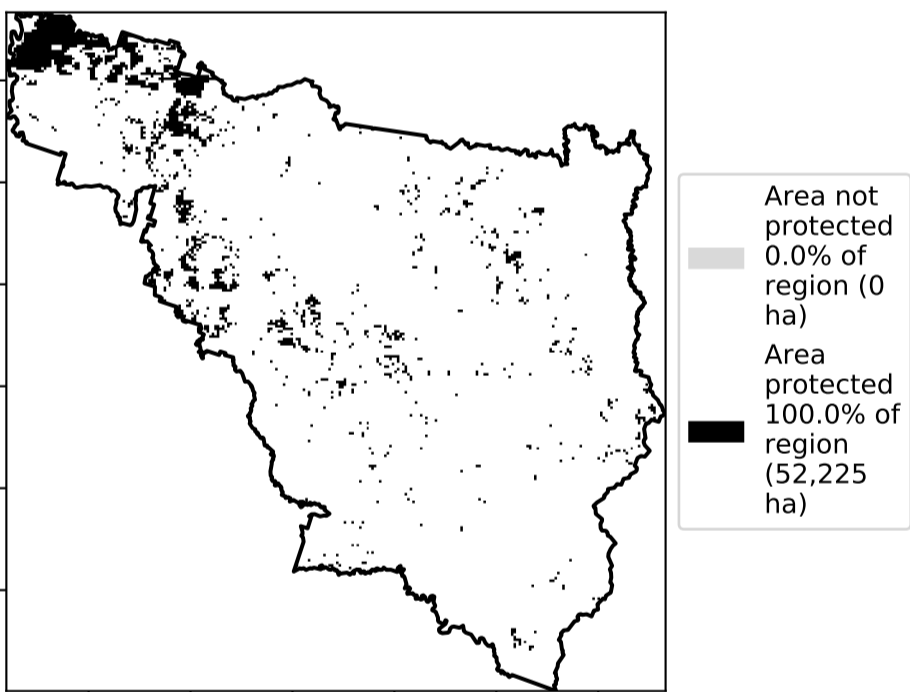 Area not
protected
0.0% of
region (0
ha)
Area
protected
100.0% of
region
(52,225
ha)